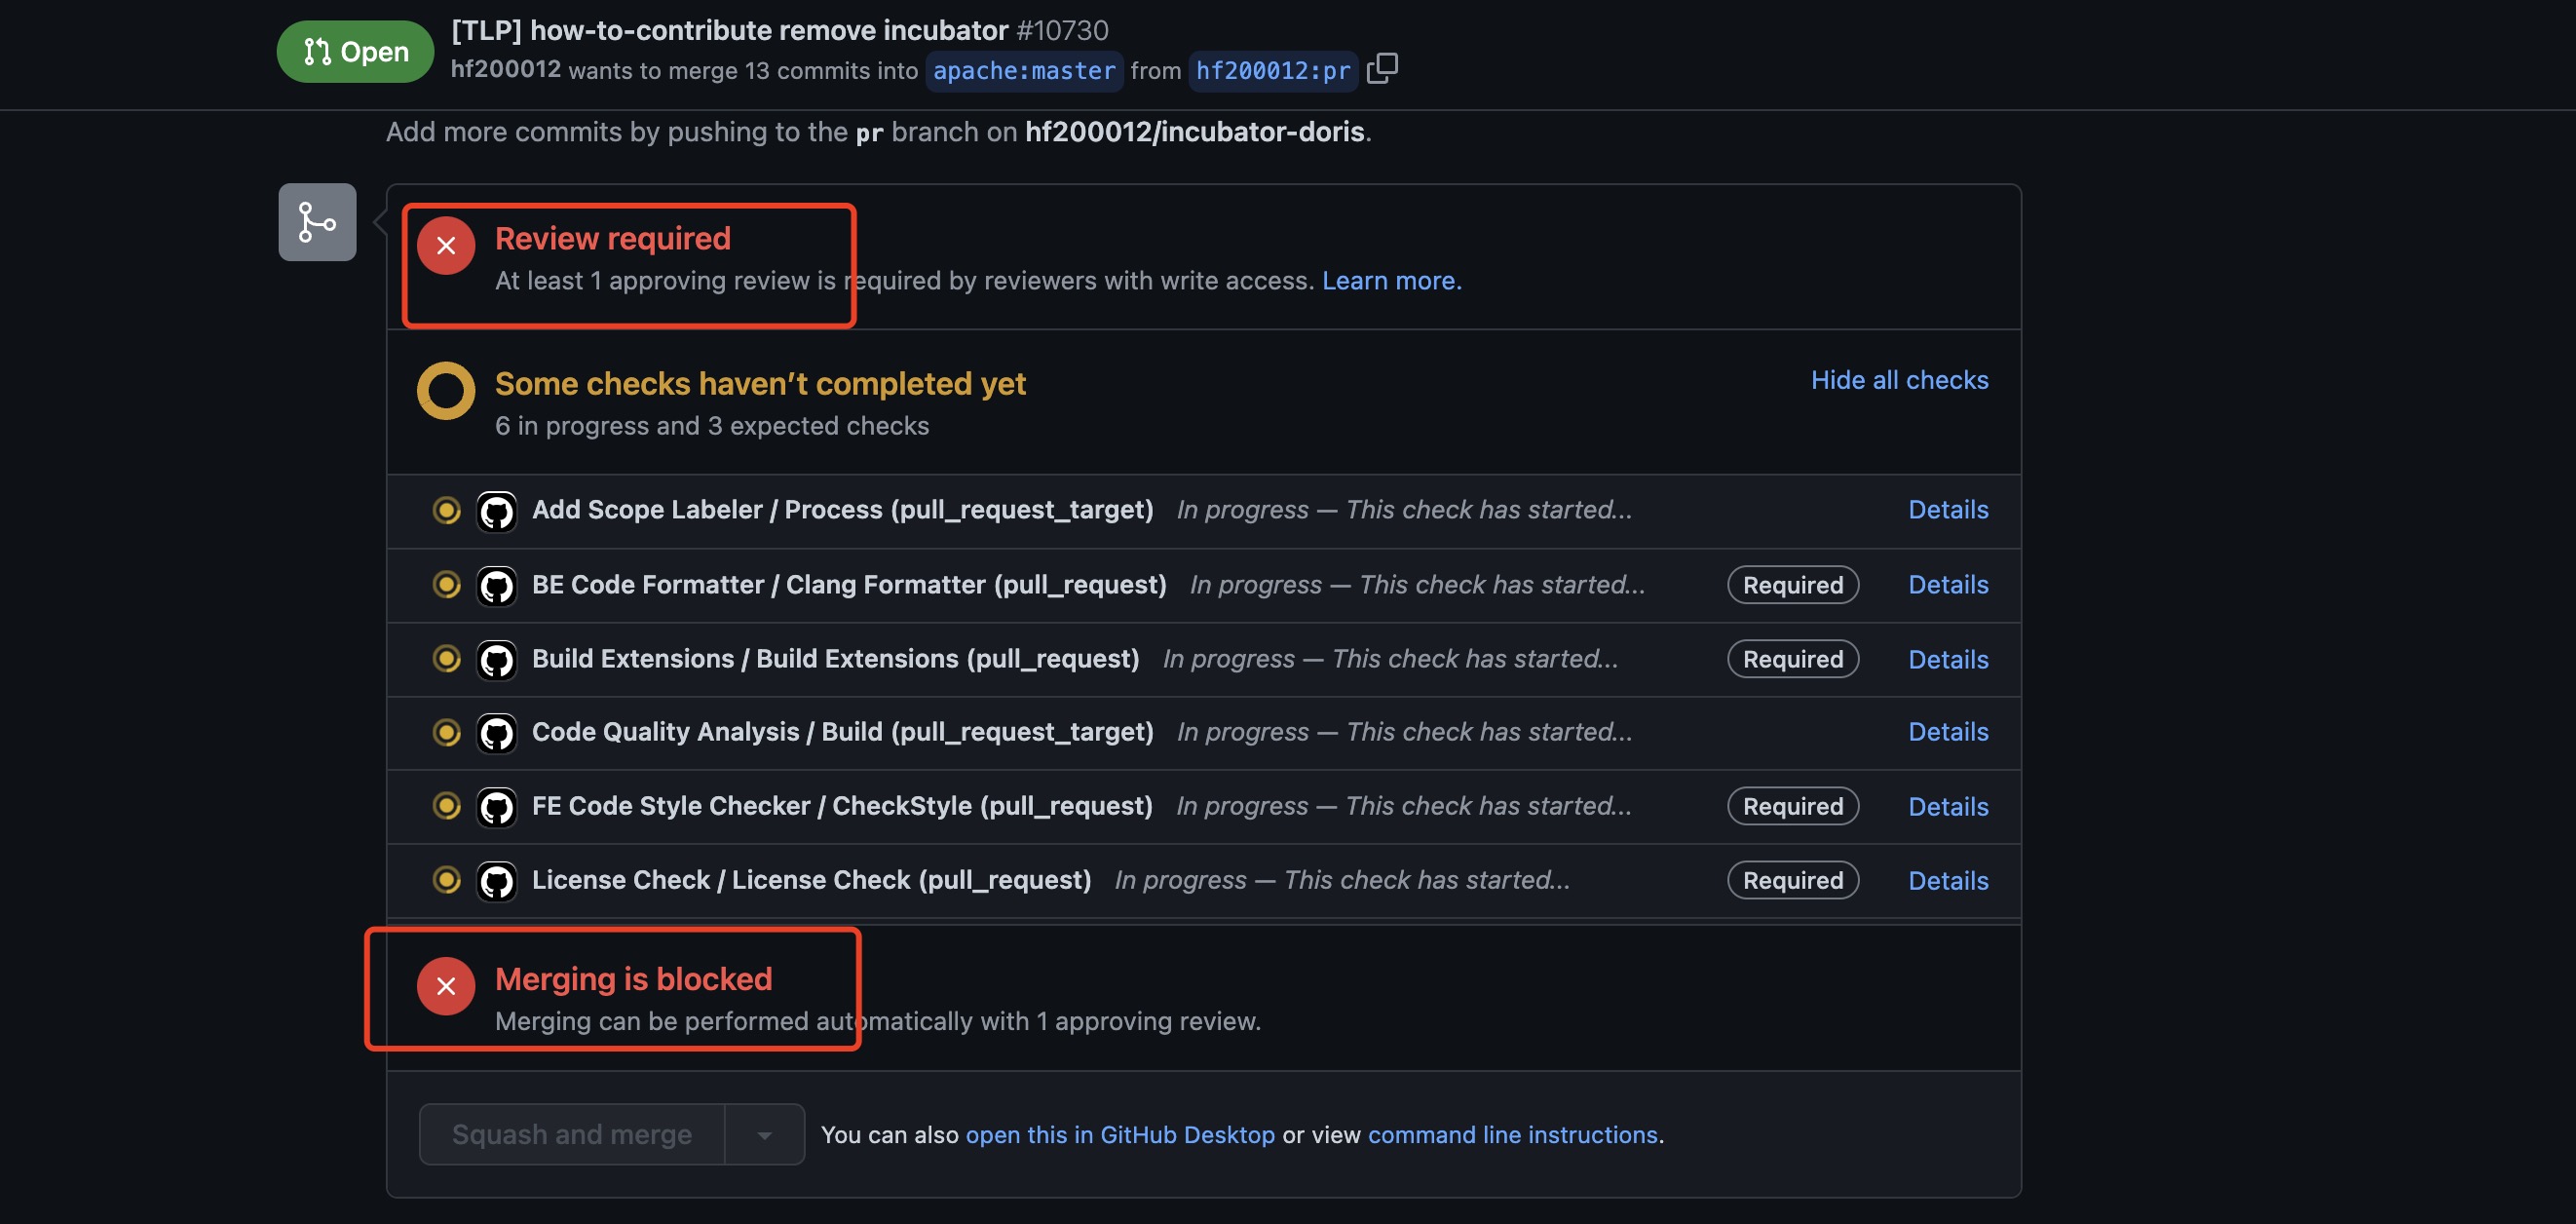 Open
[TLP] how-to-contribute remove incubator #10730
hf200012 wants to merge 13 commits into apache:master from hf200012:pr
Add more commits by pushing to the pr branch on hf200012/incubator-doris.
Review required
At least 1 approving review is required by reviewers with write access. Learn more.
Some checks haven’t completed yet
Hide all checks
6 in progress and 3 expected checks
Add Scope Labeler / Process (pull_request_target) In progress — This check has started... Details
BE Code Formatter / Clang Formatter (pull_request) In progress — This check has started... Required Details
Build Extensions / Build Extensions (pull_request) In progress — This check has started... Required Details
Code Quality Analysis / Build (pull_request_target) In progress — This check has started... Details
FE Code Style Checker / CheckStyle (pull_request) In progress — This check has started... Required Details
License Check / License Check (pull_request) In progress — This check has started... Required Details
Merging is blocked
Merging can be performed automatically with 1 approving review.
Squash and merge
You can also open this in GitHub Desktop or view command line instructions.